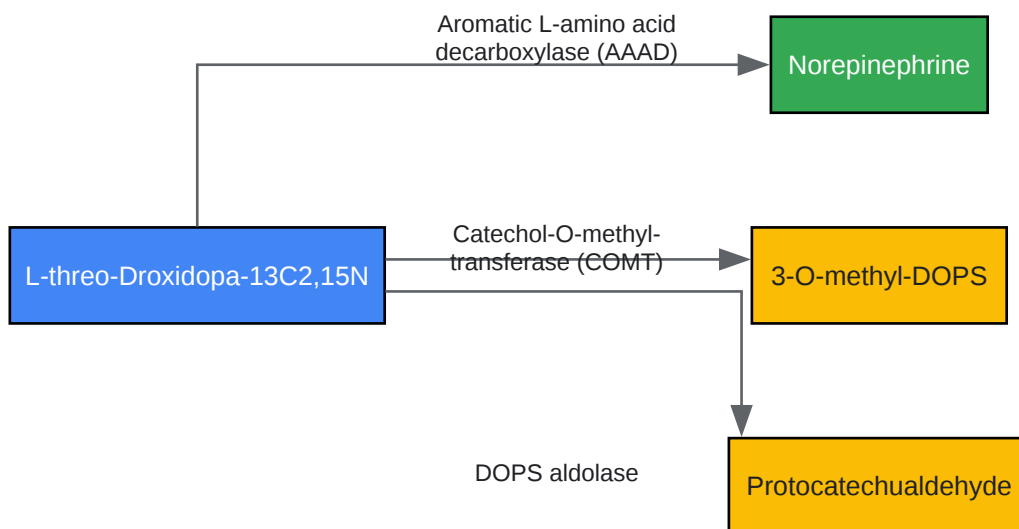 Aromatic L-amino acid
decarboxylase (AAAD)
Norepinephrine
L-threo-Droxidopa-13C2,15N
Catechol-O-methyl-
transferase (COMT)
3-O-methyl-DOPS
DOPS aldolase
Protocatechualdehyde